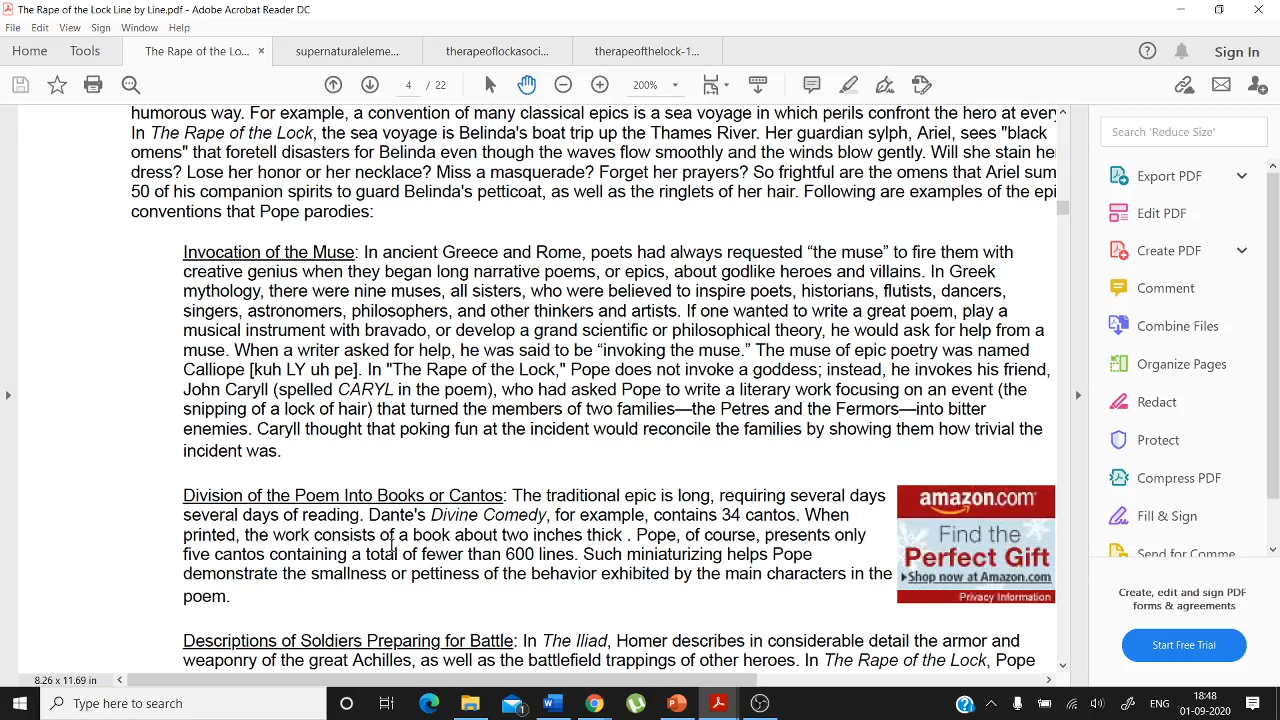 The Rape of the Lock Line by Line.pdf - Adobe Acrobat Reader DC
File Edit View Sign Window Help
Home Tools The Rape of the Lo... × supernaturaleleme... therapeoflockasoci... therapeofthelock-1... Sign In
4 / 22 200%
humorous way. For example, a convention of many classical epics is a sea voyage in which perils confront the hero at every
In The Rape of the Lock, the sea voyage is Belinda's boat trip up the Thames River. Her guardian sylph, Ariel, sees "black
omens" that foretell disasters for Belinda even though the waves flow smoothly and the winds blow gently. Will she stain he
dress? Lose her honor or her necklace? Miss a masquerade? Forget her prayers? So frightful are the omens that Ariel sum
50 of his companion spirits to guard Belinda's petticoat, as well as the ringlets of her hair. Following are examples of the epi
conventions that Pope parodies:
Invocation of the Muse: In ancient Greece and Rome, poets had always requested “the muse” to fire them with
creative genius when they began long narrative poems, or epics, about godlike heroes and villains. In Greek
mythology, there were nine muses, all sisters, who were believed to inspire poets, historians, flutists, dancers,
singers, astronomers, philosophers, and other thinkers and artists. If one wanted to write a great poem, play a
musical instrument with bravado, or develop a grand scientific or philosophical theory, he would ask for help from a
muse. When a writer asked for help, he was said to be “invoking the muse.” The muse of epic poetry was named
Calliope [kuh LY uh pe]. In "The Rape of the Lock," Pope does not invoke a goddess; instead, he invokes his friend,
John Caryll (spelled CARYL in the poem), who had asked Pope to write a literary work focusing on an event (the
snipping of a lock of hair) that turned the members of two families—the Petres and the Fermors—into bitter
enemies. Caryll thought that poking fun at the incident would reconcile the families by showing them how trivial the
incident was.
Division of the Poem Into Books or Cantos: The traditional epic is long, requiring several days
several days of reading. Dante's Divine Comedy, for example, contains 34 cantos. When
printed, the work consists of a book about two inches thick . Pope, of course, presents only
five cantos containing a total of fewer than 600 lines. Such miniaturizing helps Pope
demonstrate the smallness or pettiness of the behavior exhibited by the main characters in the
poem.
amazon.com
Find the
Perfect Gift
Shop now at Amazon.com
Privacy Information
Descriptions of Soldiers Preparing for Battle: In The Iliad, Homer describes in considerable detail the armor and
weaponry of the great Achilles, as well as the battlefield trappings of other heroes. In The Rape of the Lock, Pope
8.26 x 11.69 in
Search 'Reduce Size'
Export PDF
Edit PDF
Create PDF
Comment
Combine Files
Organize Pages
Redact
Protect
Compress PDF
Fill & Sign
Send for Comme
Create, edit and sign PDF
forms & agreements
Start Free Trial
Type here to search
ENG 18:48
01-09-2020